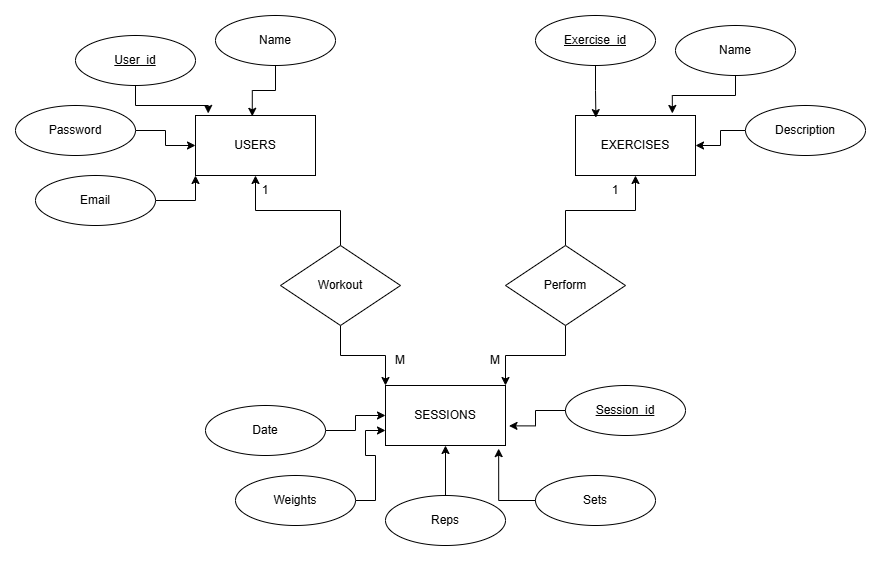 Name
Exercise_id
User_id
Name
Password
USERS
EXERCISES
Description
Email
1
1
Workout
Perform
M
M
SESSIONS
Session_id
Date
Weights
Reps
Sets